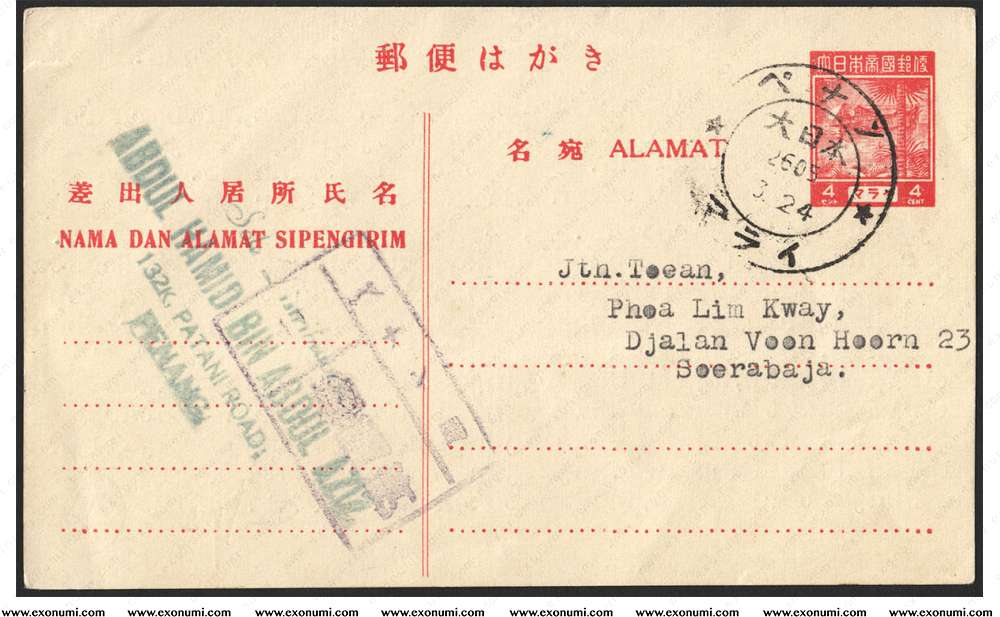 郵便はがき
大日本帝國郵便
4 マラヤ 4
セント CENT
ペナン
大日本
2605
3.24
マライ
名宛 ALAMAT
差出人居所氏名
NAMA DAN ALAMAT SIPENGIRIM
ABDUL HAMID BIN ABDUL AZIZ,
132K, PATANI ROAD,
PENANG.
Jth.Toean,
Phoa Lim Kway,
Djalan Voon Hoorn 23
Soerabaja.
www.exonumi.com www.exonumi.com www.exonumi.com www.exonumi.com www.exonumi.com www.exonumi.com www.exonumi.com www.exonumi.com